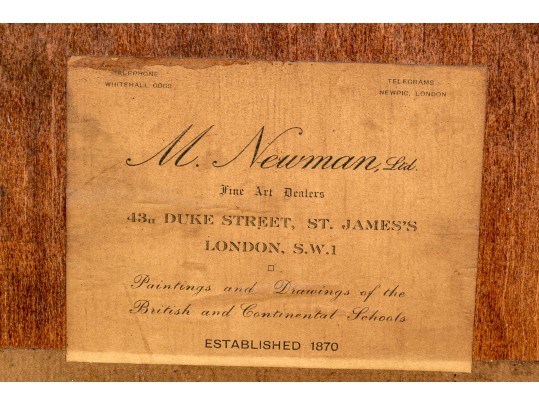 TELEPHONE
WHITEHALL 6068
TELEGRAMS
NEWPIC, LONDON
M. Newman, Ltd.
Fine Art Dealers
43a DUKE STREET, ST. JAMES'S
LONDON, S.W.1
Paintings and Drawings of the
British and Continental Schools
ESTABLISHED 1870